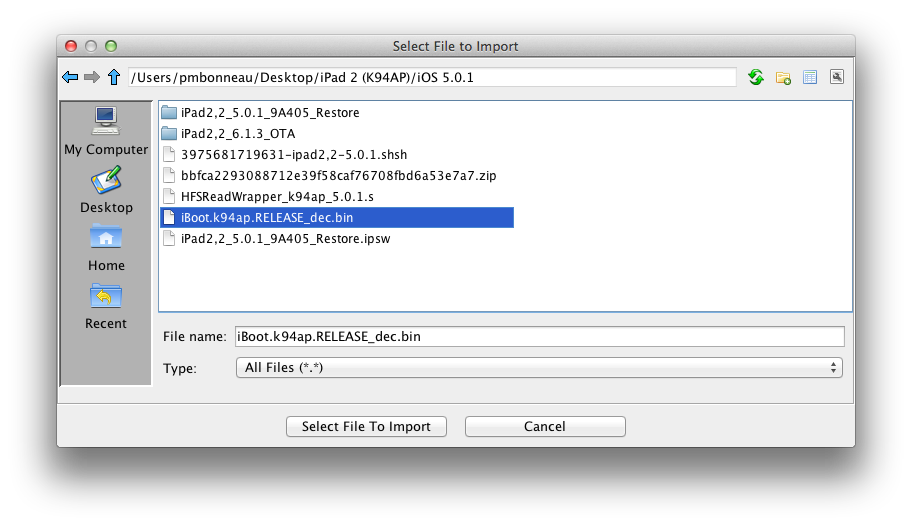 Select File to Import
/Users/pmbonneau/Desktop/iPad 2 (K94AP)/iOS 5.0.1
My Computer
Desktop
Home
Recent
iPad2,2_5.0.1_9A405_Restore
iPad2,2_6.1.3_OTA
3975681719631-ipad2,2-5.0.1.shsh
bbfca2293088712e39f58caf76708fbd6a53e7a7.zip
HFSReadWrapper_k94ap_5.0.1.s
iBoot.k94ap.RELEASE_dec.bin
iPad2,2_5.0.1_9A405_Restore.ipsw
File name: iBoot.k94ap.RELEASE_dec.bin
Type: All Files (*.*)
Select File To Import Cancel